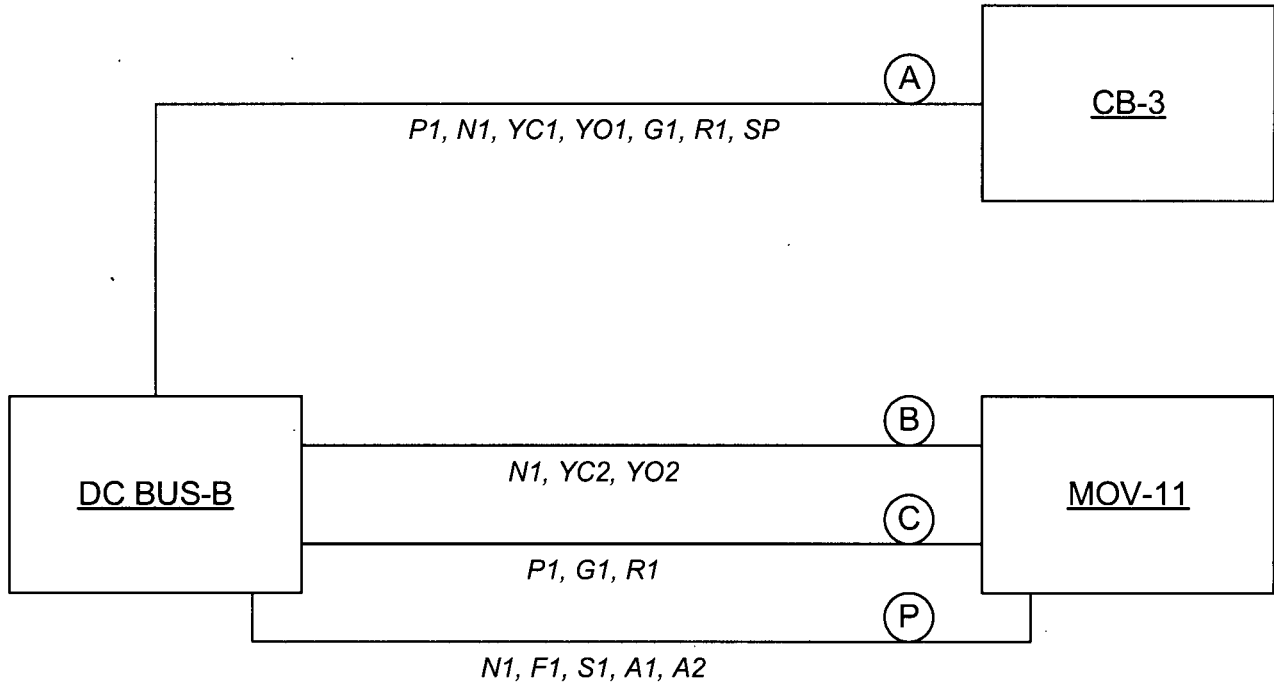 A
CB-3
P1, N1, YC1, YO1, G1, R1, SP
B
N1, YC2, YO2
DC BUS-B
MOV-11
C
P1, G1, R1
P
N1, F1, S1, A1, A2